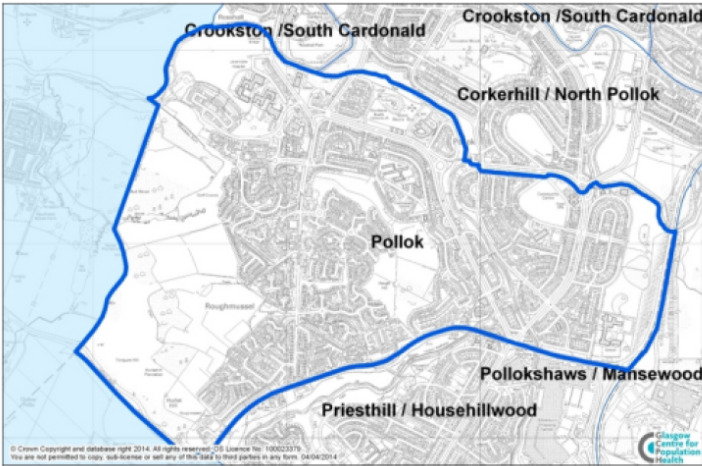 Crookston /South Cardonald
Crookston /South Cardonald
Corkerhill / North Pollok
Pollok
Roughmussel
Pollokshaws / Mansewood
Priesthill / Househillwood
© Crown Copyright and database right 2014. All rights reserved. OS Licence No. 100023379
You are not permitted to copy, sub-license or sell any of this data to third parties in any form. 04/04/2014
Glasgow
Centre for
Population
Health